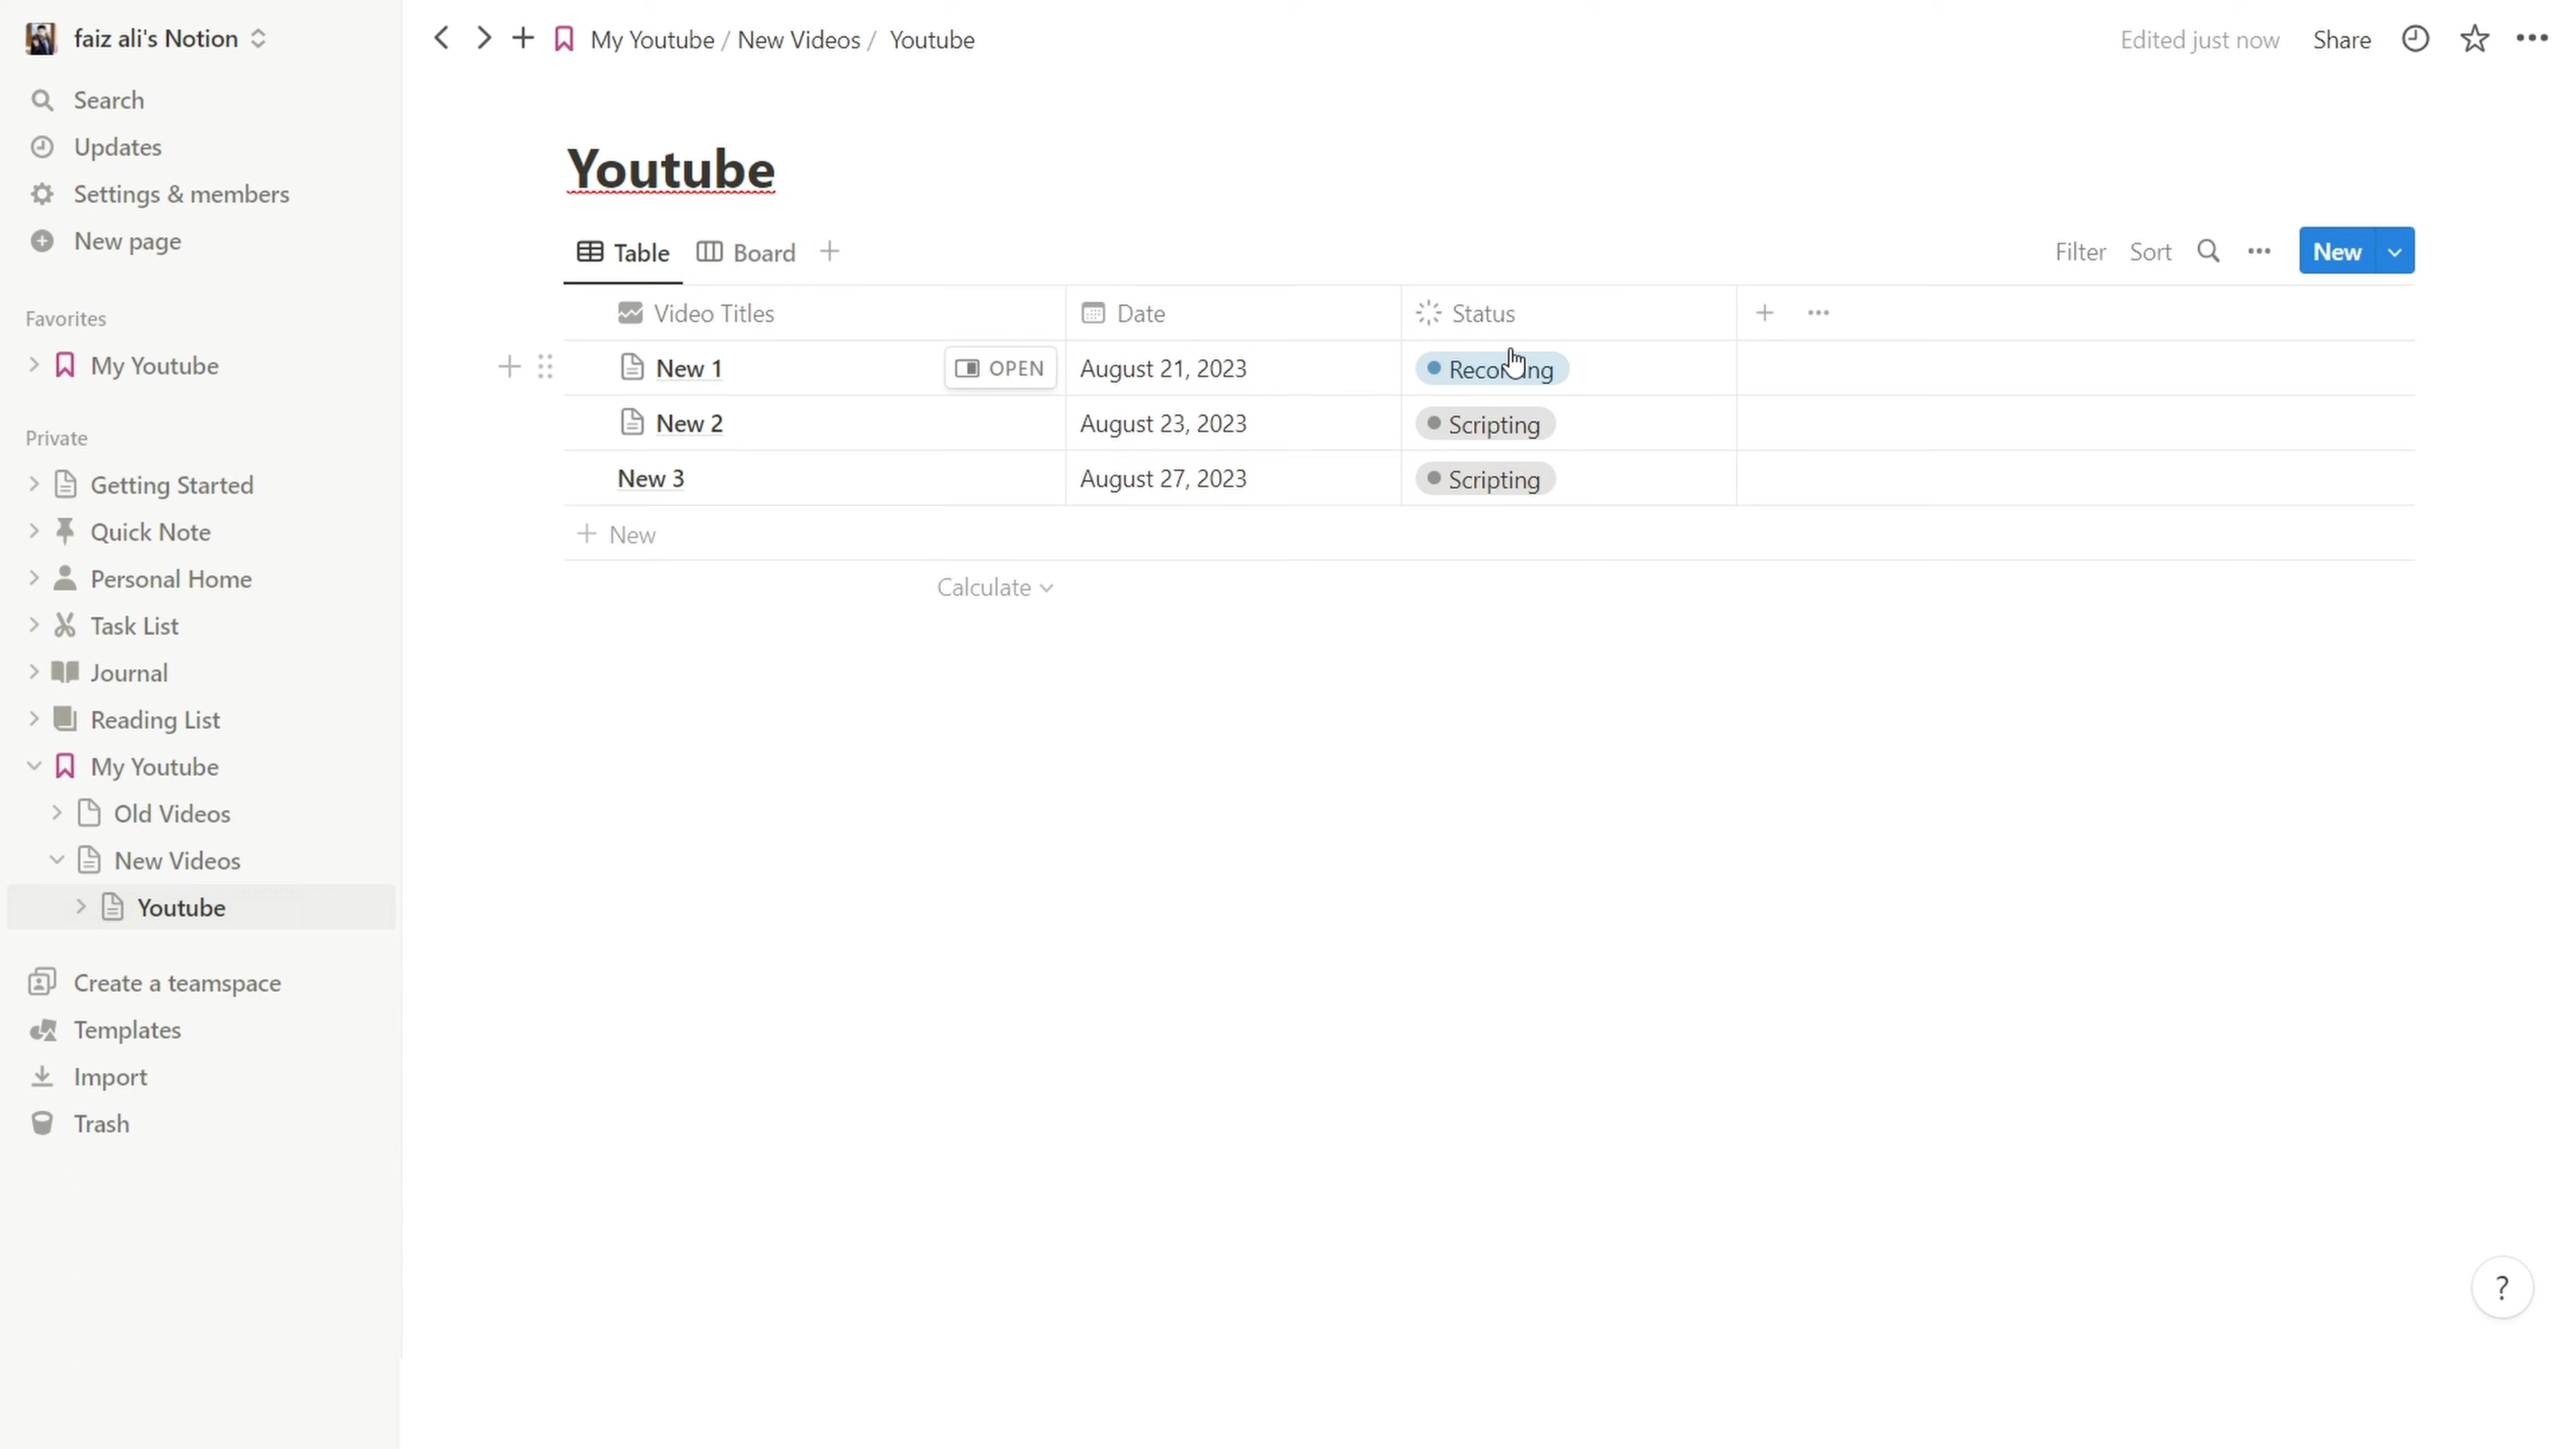 faiz ali's Notion
Search
Updates
Settings & members
New page
Favorites
My Youtube
Private
Getting Started
Quick Note
Personal Home
Task List
Journal
Reading List
My Youtube
Old Videos
New Videos
Youtube
Create a teamspace
Templates
Import
Trash
My Youtube / New Videos / Youtube
Edited just now Share
Youtube
Table Board
Filter Sort New
Video Titles Date Status
New 1 OPEN August 21, 2023 Recording
New 2 August 23, 2023 Scripting
New 3 August 27, 2023 Scripting
+ New
Calculate
?